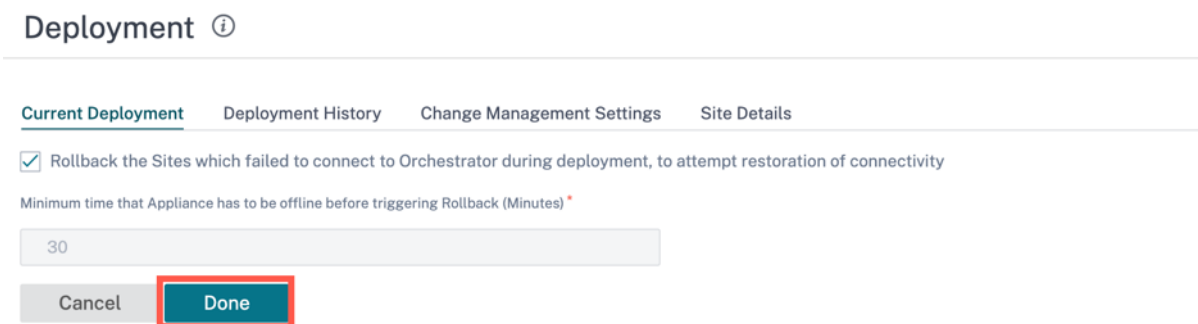 Deployment
Current Deployment Deployment History Change Management Settings Site Details
Rollback the Sites which failed to connect to Orchestrator during deployment, to attempt restoration of connectivity
Minimum time that Appliance has to be offline before triggering Rollback (Minutes) *
30
Cancel Done